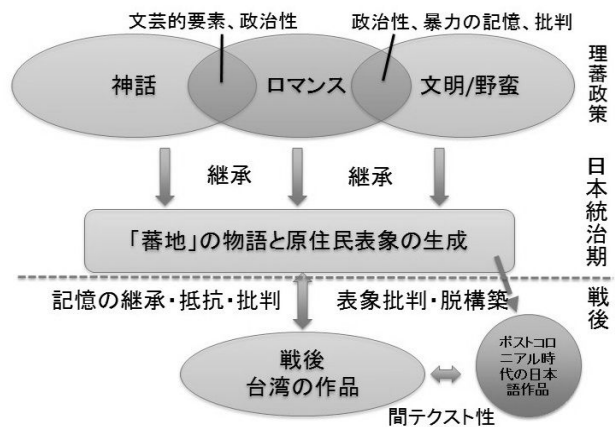 文芸的要素、政治性
政治性、暴力の記憶、批判
神話
ロマンス
文明/野蛮
理蕃政策
継承
継承
日本統治期
「蕃地」の物語と原住民表象の生成
記憶の継承・抵抗・批判
表象批判・脱構築
戦後
戦後
台湾の作品
ポストコロ
ニアル時
代の日本
語作品
間テクスト性